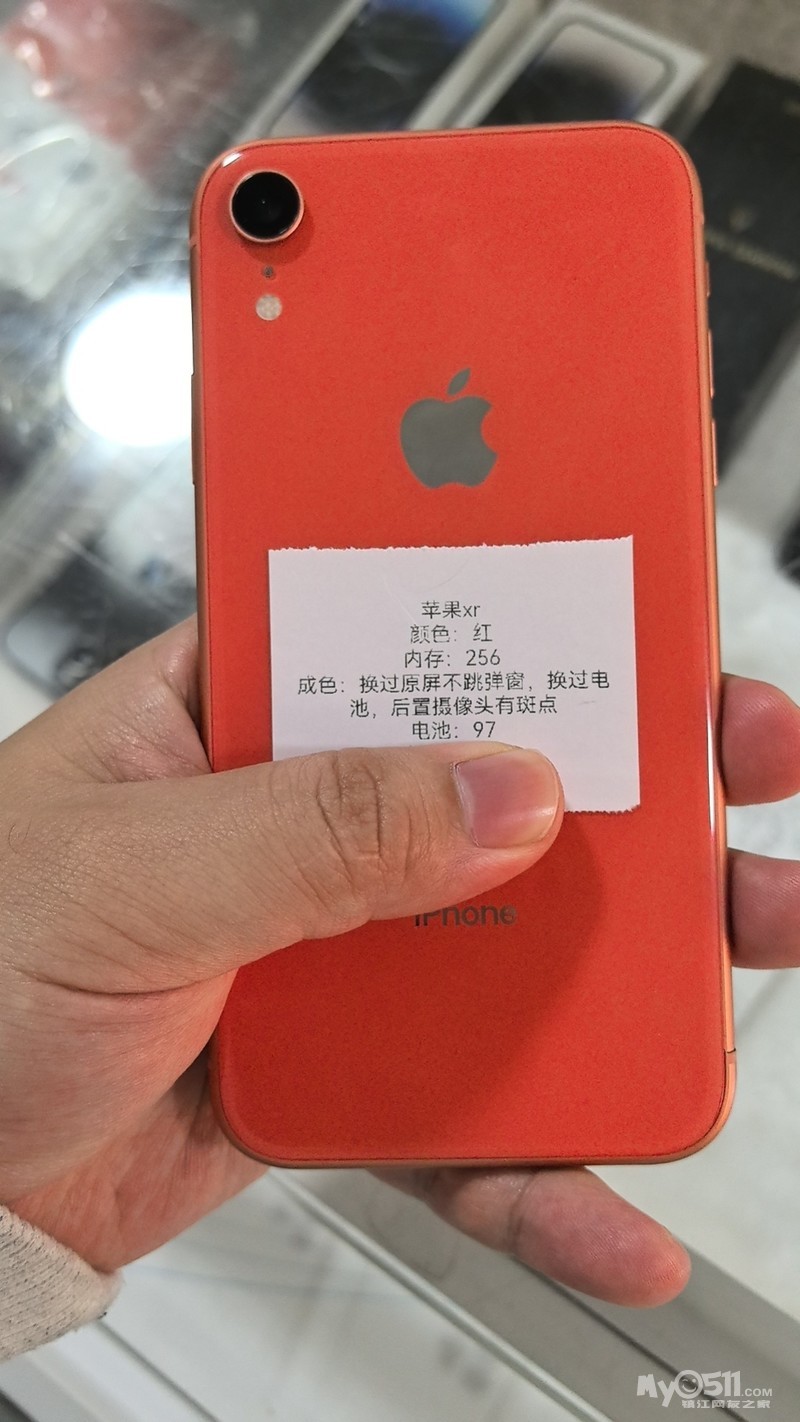 苹果xr
颜色：红
内存：256
成色：换过原屏不跳弹窗，换过电
池，后置摄像头有斑点
电池：97
iPhone
My0511.COM
镇江网友之家